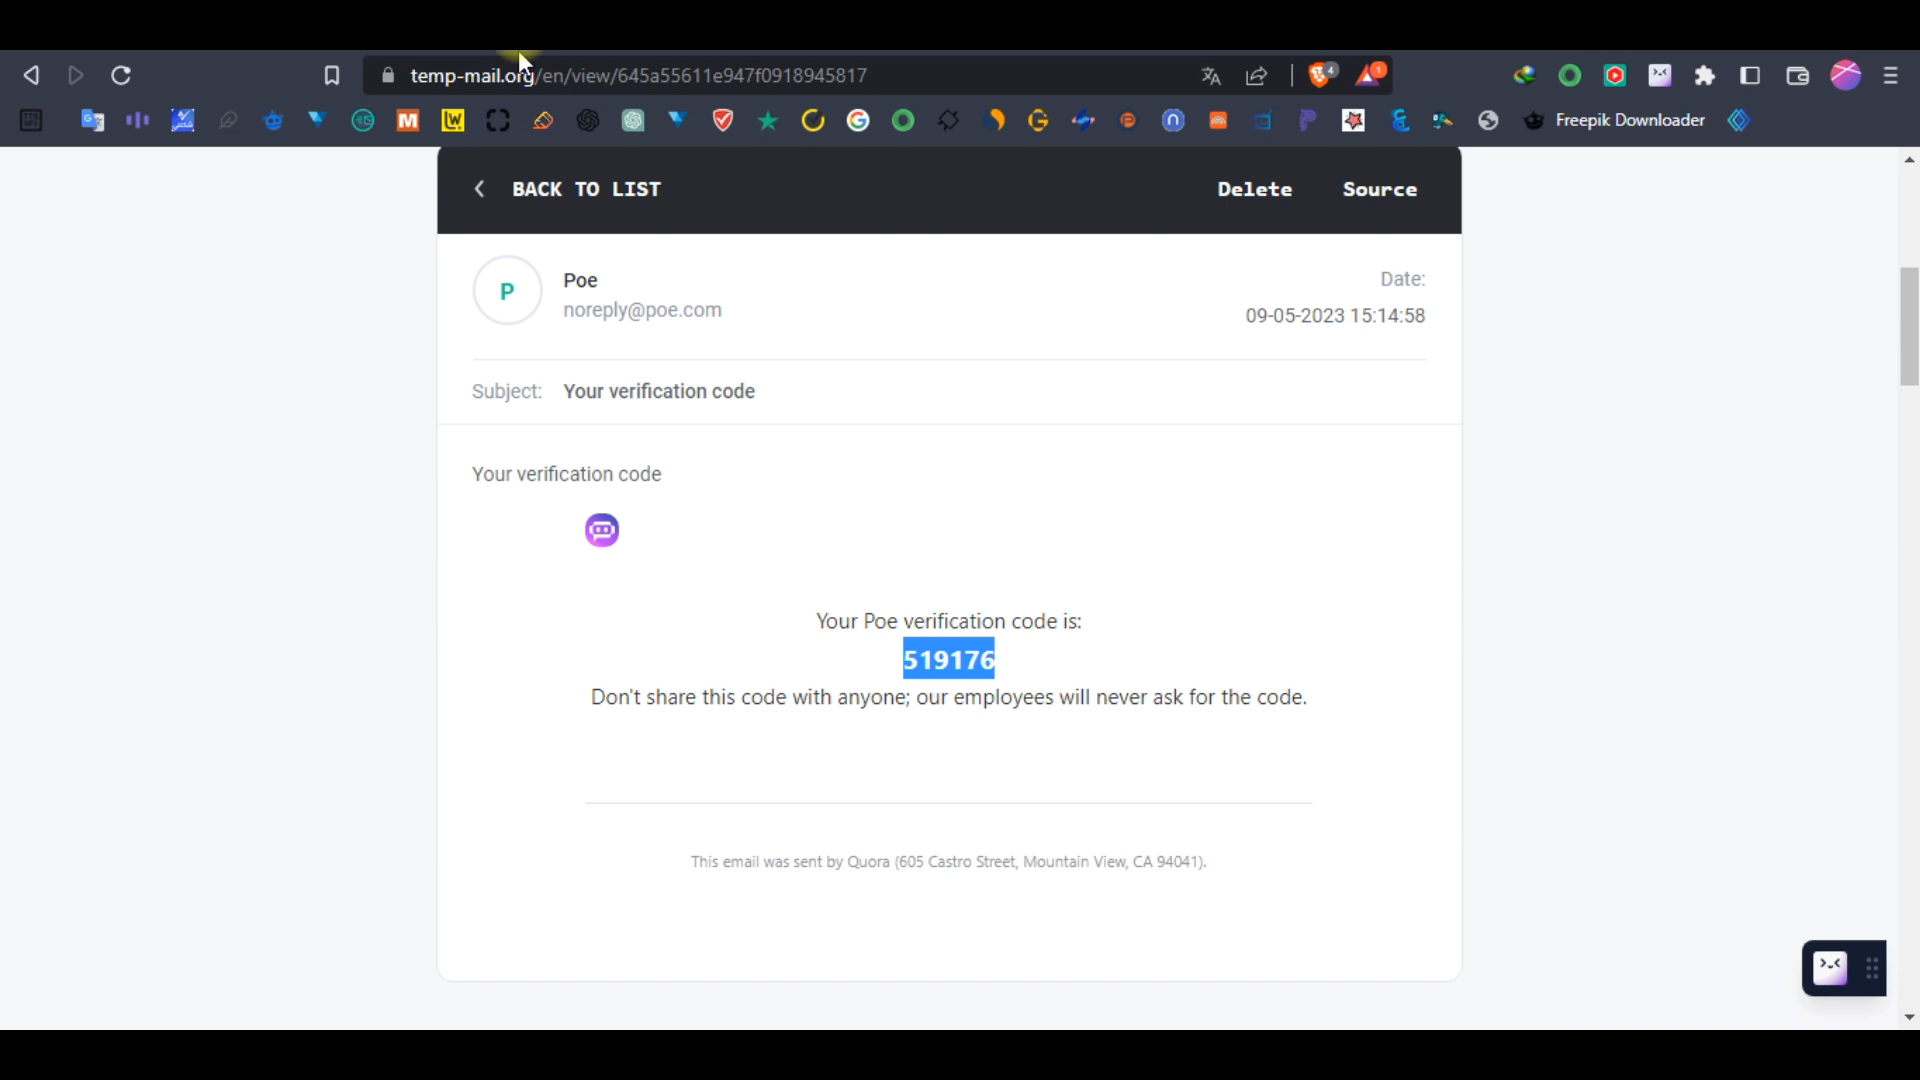 temp-mail.org/en/view/645a55611e947f0918945817
4
1
Freepik Downloader
BACK TO LIST
Delete
Source
P
Poe
Date:
noreply@poe.com
09-05-2023 15:14:58
Subject: Your verification code
Your verification code
Your Poe verification code is:
519176
Don't share this code with anyone; our employees will never ask for the code.
This email was sent by Quora (605 Castro Street, Mountain View, CA 94041).